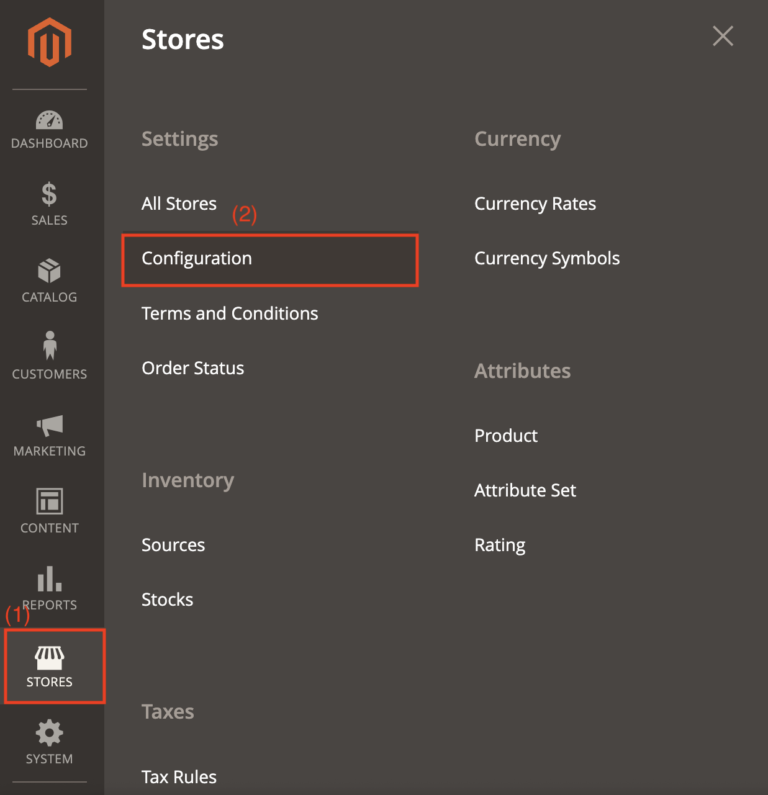 Stores
DASHBOARD
SALES
CATALOG
CUSTOMERS
MARKETING
CONTENT
REPORTS
(1)
STORES
SYSTEM
Settings
All Stores
(2)
Configuration
Terms and Conditions
Order Status
Inventory
Sources
Stocks
Taxes
Tax Rules
Currency
Currency Rates
Currency Symbols
Attributes
Product
Attribute Set
Rating